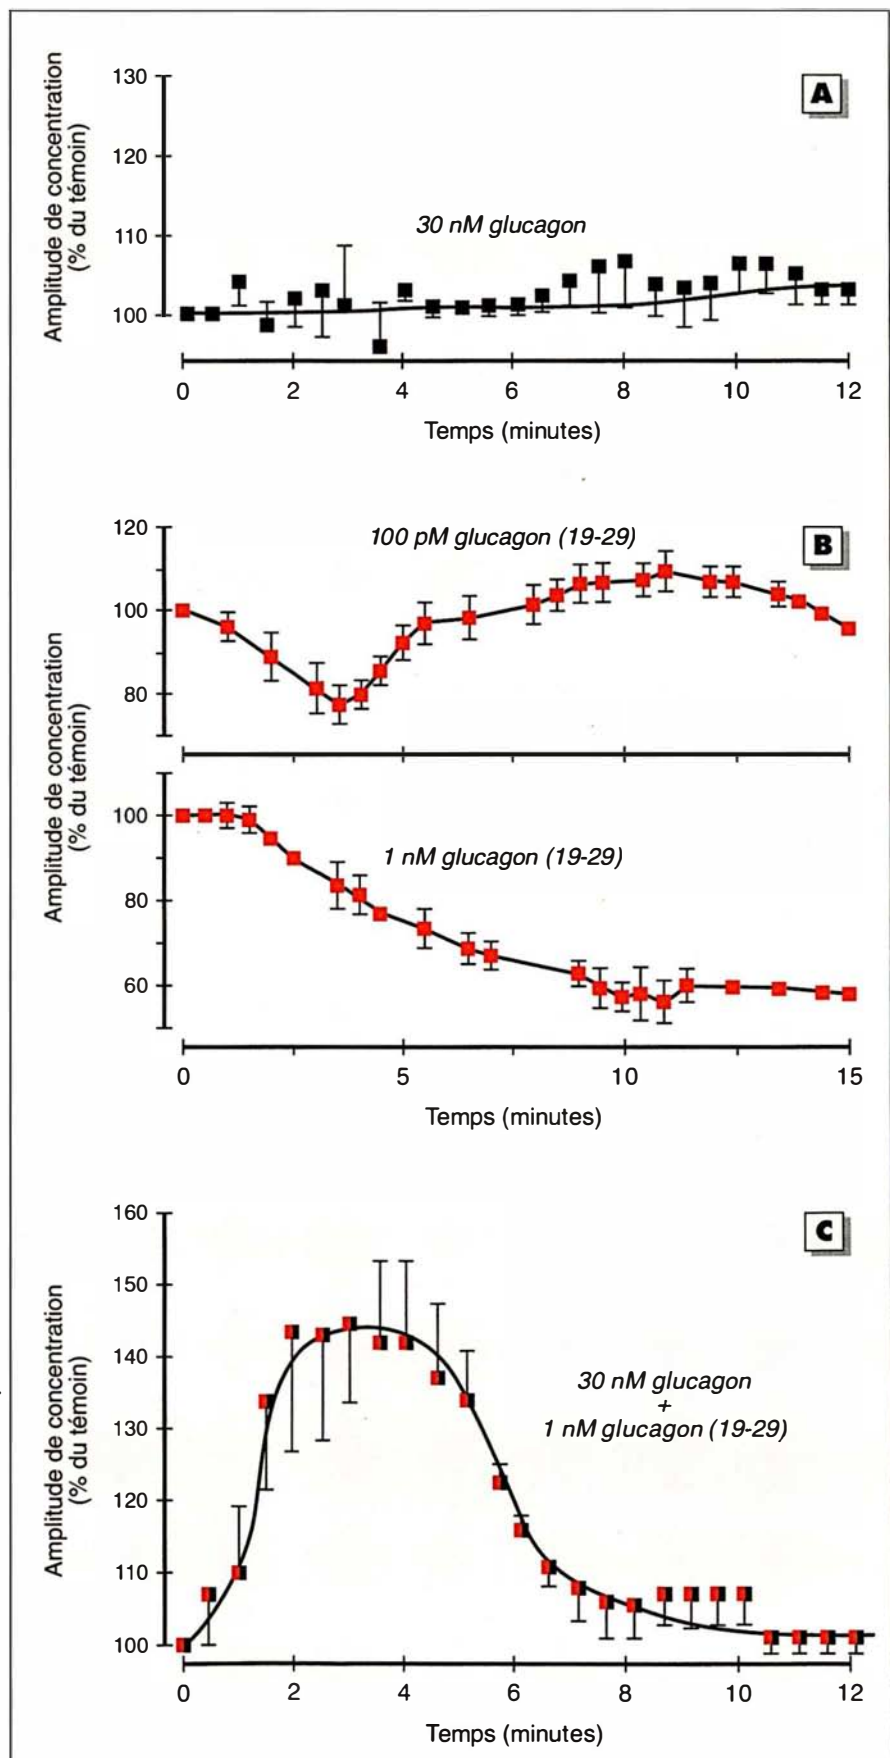 Amplitude de concentration
(% du témoin)
130
120
110
100
A
30 nM glucagon
0 2 4 6 8 10 12
Temps (minutes)
Amplitude de concentration
(% du témoin)
120
100
80
B
100 pM glucagon (19-29)
100
80
60
1 nM glucagon (19-29)
0 5 10 15
Temps (minutes)
Amplitude de concentration
(% du témoin)
160
150
140
130
120
110
100
C
30 nM glucagon
+
1 nM glucagon (19-29)
0 2 4 6 8 10 12
Temps (minutes)